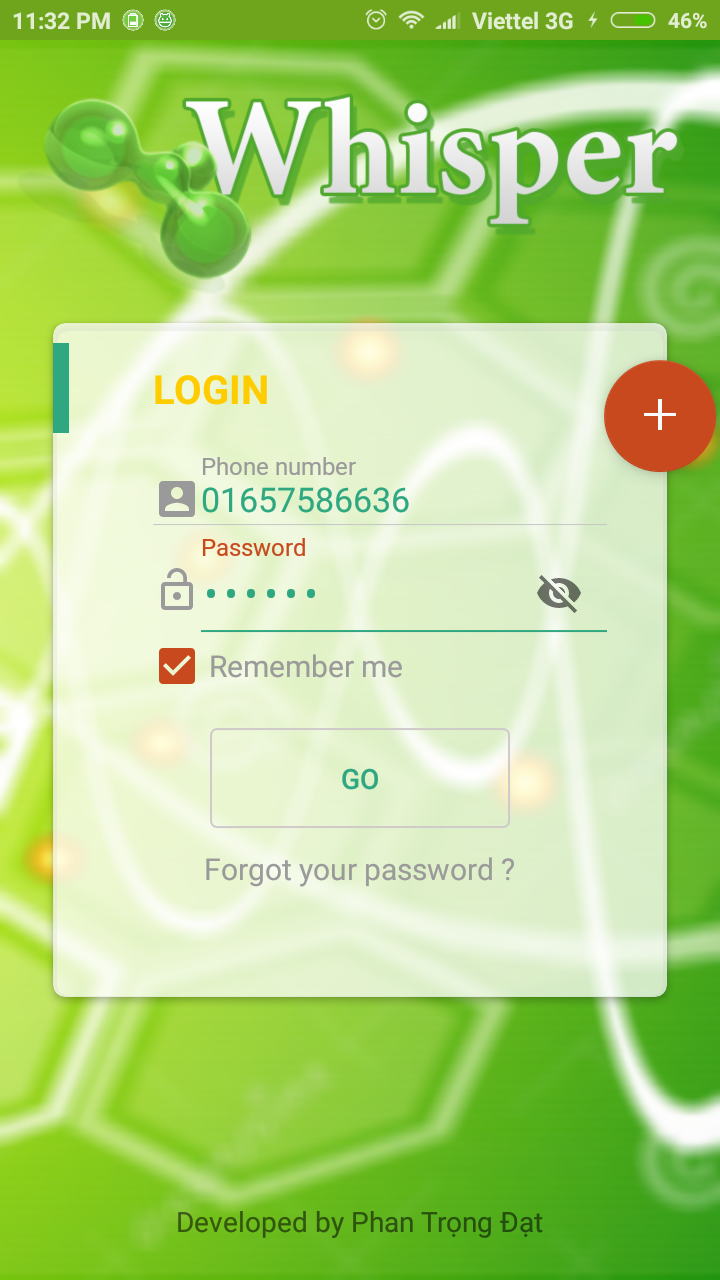 11:32 PM Viettel 3G 46%
Whisper
LOGIN
Phone number
01657586636
Password
Remember me
GO
Forgot your password ?
Developed by Phan Trọng Đạt